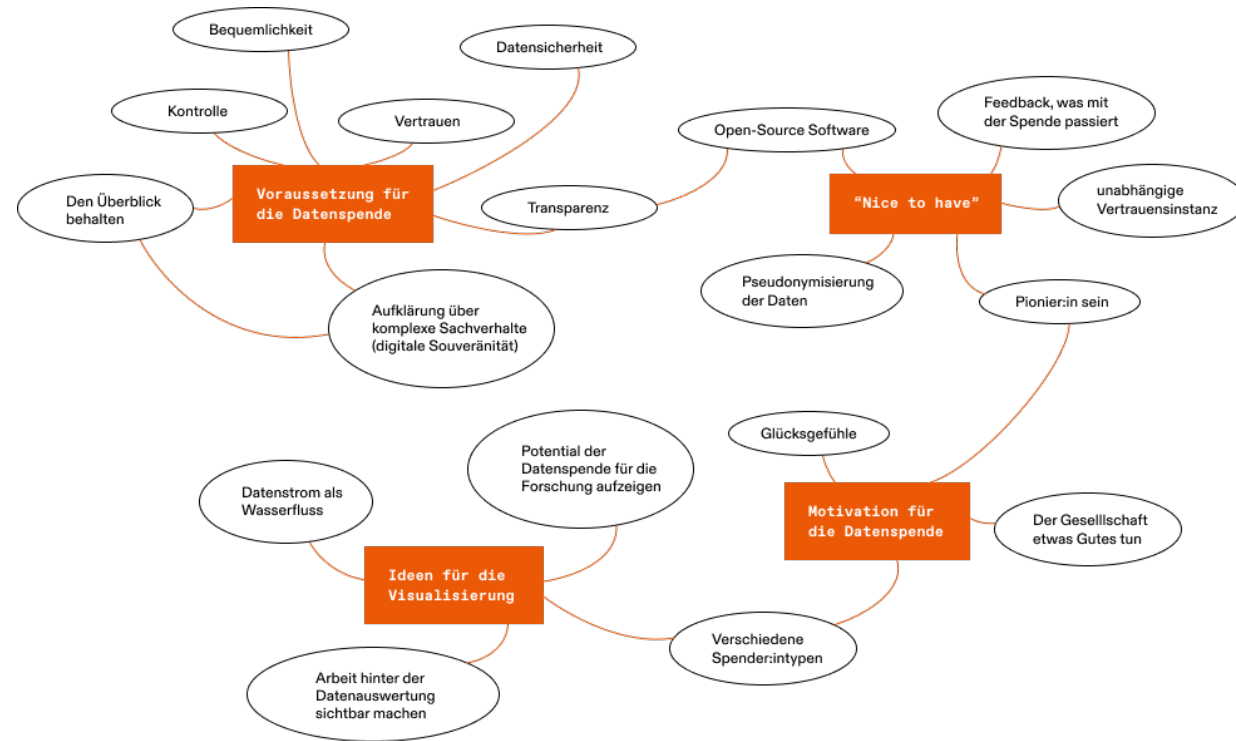 Bequemlichkeit
Datensicherheit
Kontrolle
Vertrauen
Voraussetzung für
die Datenspende
Den Überblick
behalten
Transparenz
Aufklärung über
komplexe Sachverhalte
(digitale Souveränität)
Open-Source Software
Feedback, was mit
der Spende passiert
“Nice to have”
unabhängige
Vertrauensinstanz
Pseudonymisierung
der Daten
Pionier:in sein
Glücksgefühle
Motivation für
die Datenspende
Der Geselllschaft
etwas Gutes tun
Verschiedene
Spender:intypen
Potential der
Datenspende für die
Forschung aufzeigen
Datenstrom als
Wasserfluss
Ideen für die
Visualisierung
Arbeit hinter der
Datenauswertung
sichtbar machen